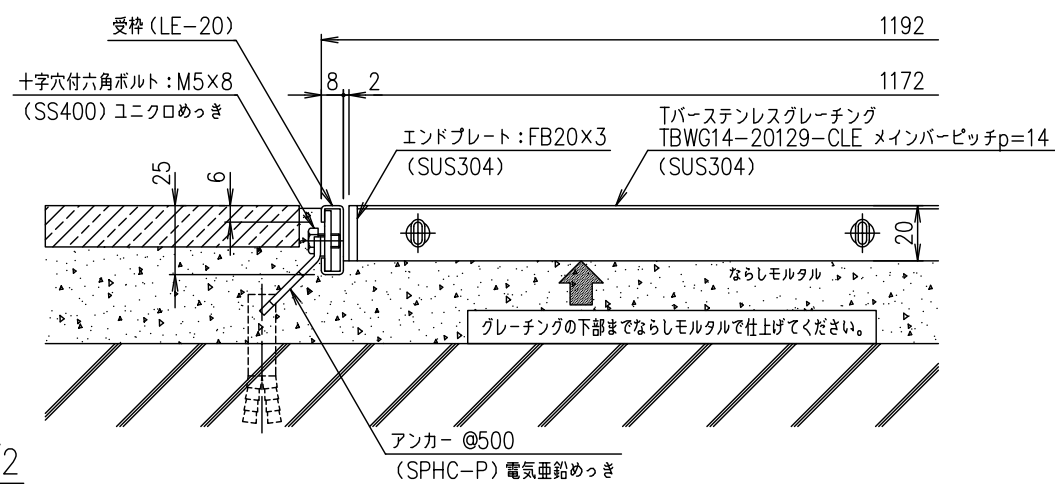 受枠(LE-20)
1192
十字穴付六角ボルト:M5×8
(SS400)ユニクロめっき
8
2
1172
エンドプレート:FB20×3
(SUS304)
Tバーステンレスグレーチング
TBWG14-20129-CLE メインバーピッチp=14
(SUS304)
25
6
20
ならしモルタル
グレーチングの下部までならしモルタルで仕上げてください。
アンカー @500
(SPHC-P)電気亜鉛めっき
2